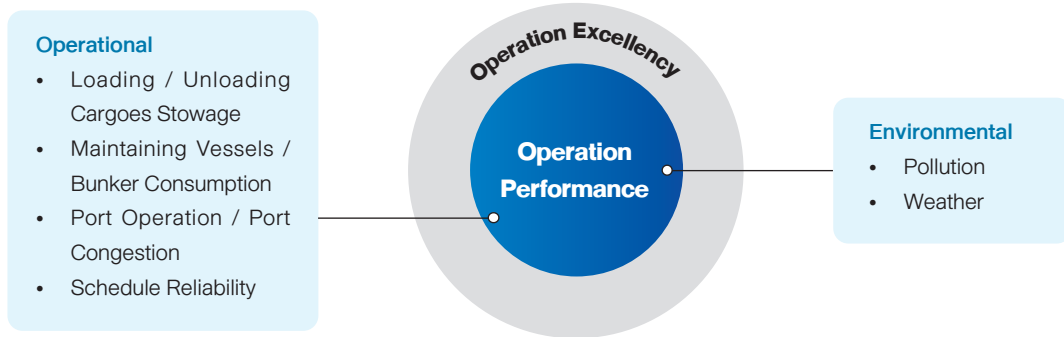 Operational
• Loading / Unloading
Cargoes Stowage
• Maintaining Vessels /
Bunker Consumption
• Port Operation / Port
Congestion
• Schedule Reliability
Operation Excellency
Operation
Performance
Environmental
• Pollution
• Weather